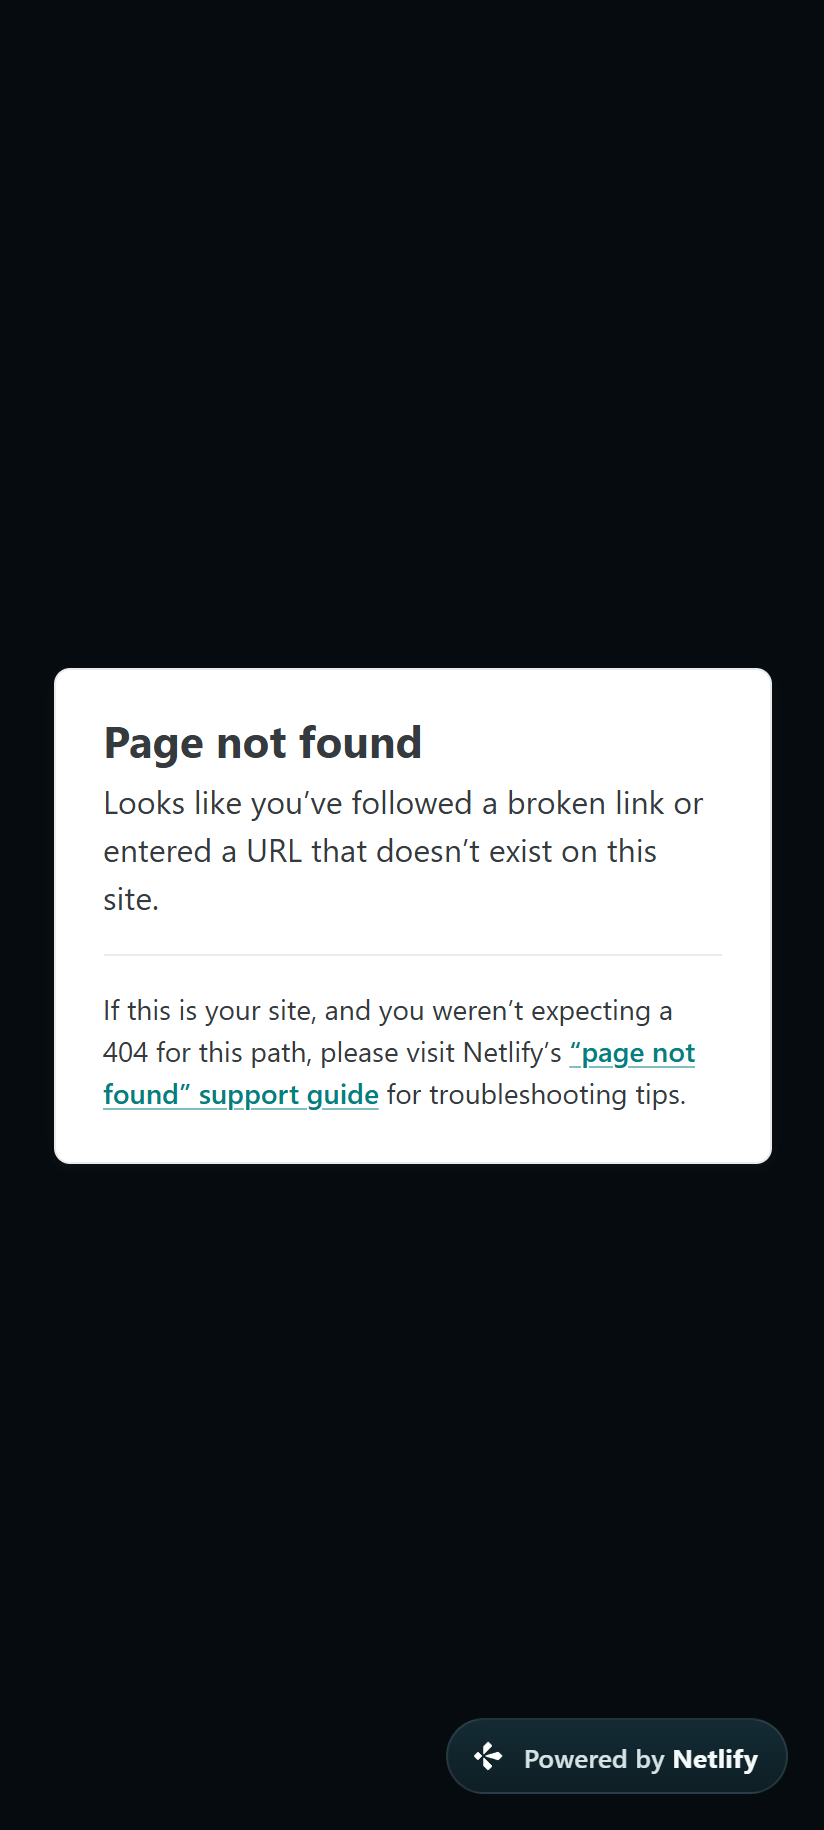 Page not found
Looks like you’ve followed a broken link or
entered a URL that doesn’t exist on this
site.
If this is your site, and you weren’t expecting a
404 for this path, please visit Netlify’s “page not
found” support guide for troubleshooting tips.
Powered by Netlify